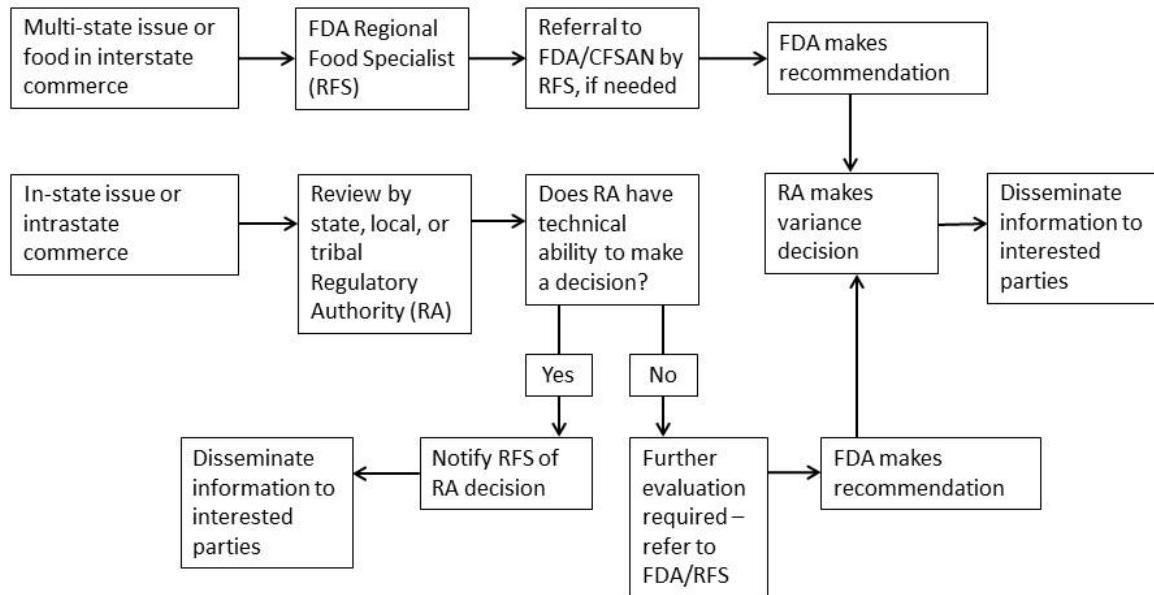 Multi-state issue or
food in interstate
commerce
FDA Regional
Food Specialist
(RFS)
Referral to
FDA/CFSAN by
RFS, if needed
FDA makes
recommendation
In-state issue or
intrastate
commerce
Review by
state, local, or
tribal
Regulatory
Authority (RA)
Does RA have
technical
ability to make
a decision?
RA makes
variance
decision
Disseminate
information to
interested
parties
Yes
No
Disseminate
information to
interested
parties
Notify RFS of
RA decision
Further
evaluation
required –
refer to
FDA/RFS
FDA makes
recommendation